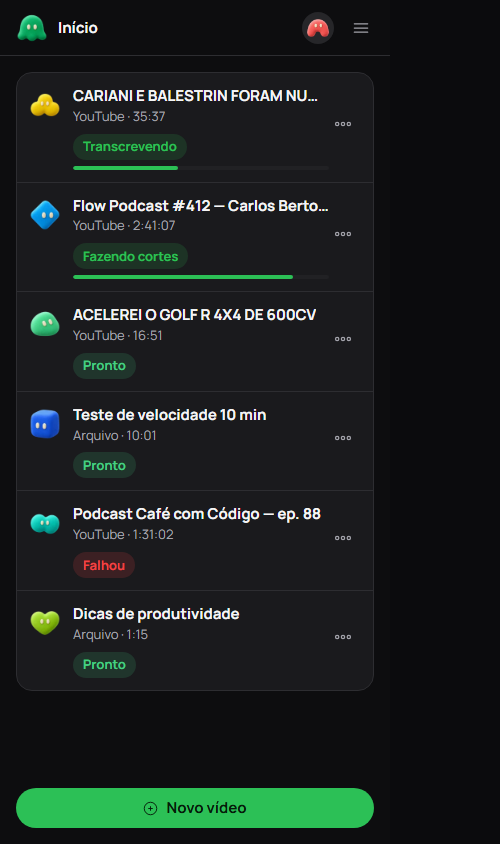 Início
CARIANI E BALESTRIN FORAM NU...
YouTube · 35:37
Transcrevendo
Flow Podcast #412 — Carlos Berto...
YouTube · 2:41:07
Fazendo cortes
ACELEREI O GOLF R 4X4 DE 600CV
YouTube · 16:51
Pronto
Teste de velocidade 10 min
Arquivo · 10:01
Pronto
Podcast Café com Código — ep. 88
YouTube · 1:31:02
Falhou
Dicas de produtividade
Arquivo · 1:15
Pronto
Novo vídeo